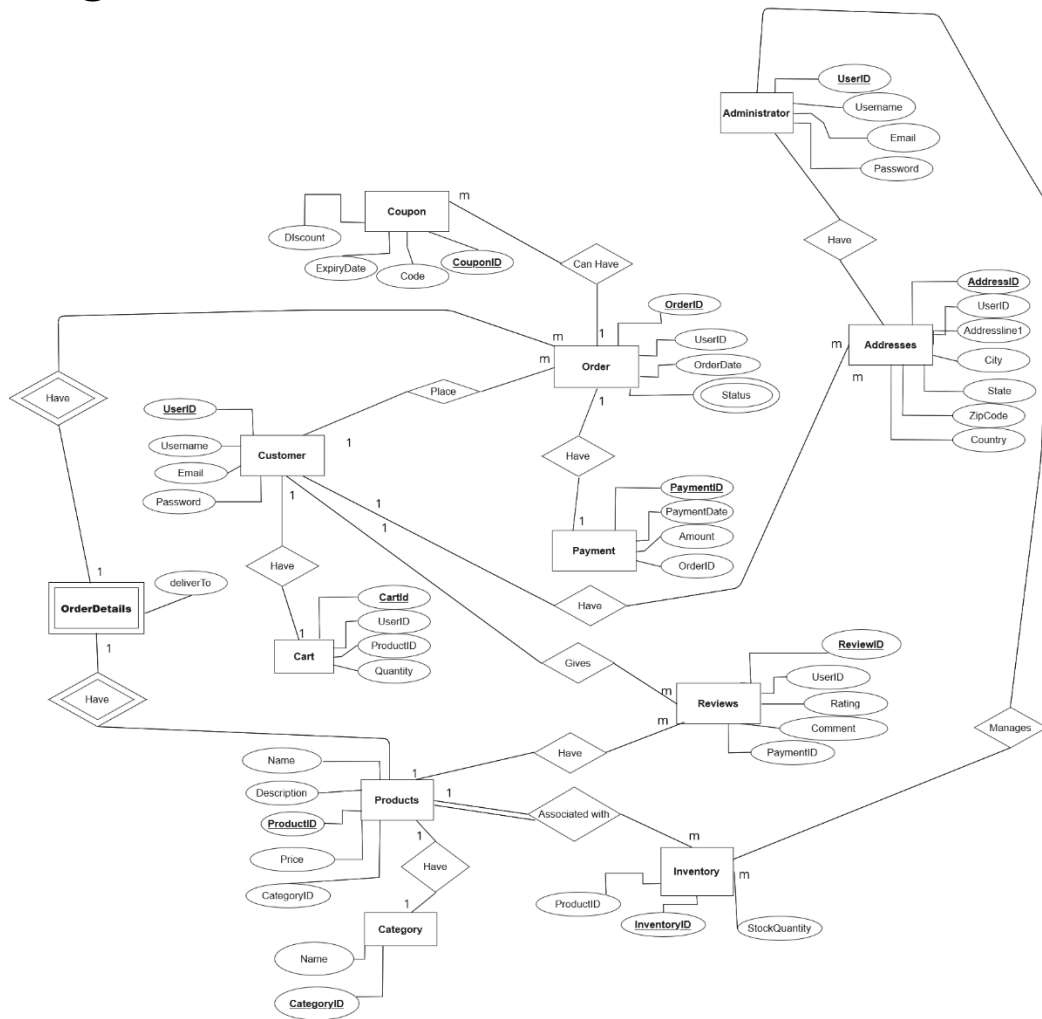 m
UserID
Administrator
Username
Email
Password
m
Coupon
DIscount
ExpiryDate
Code
CouponID
Have
Can Have
AddressID
UserID
Addresses
Addressline1
City
State
ZipCode
Country
m
m
OrderID
1
UserID
m
m
Order
OrderDate
Status
1
Have
Place
UserID
1
Username
Customer
Email
Password
1
1
1
Have
PaymentID
PaymentDate
1
Payment
Amount
OrderID
Have
1
deliverTo
OrderDetails
1
Have
CartId
UserID
1
Cart
ProductID
Quantity
Gives
ReviewID
UserID
m
Reviews
Rating
Comment
m
PaymentID
Manages
Have
Have
Name
1
Description
Products
1
ProductID
Associated with
1
Price
Have
m
CategoryID
Inventory
m
ProductID
InventoryID
StockQuantity
1
Category
Name
CategoryID